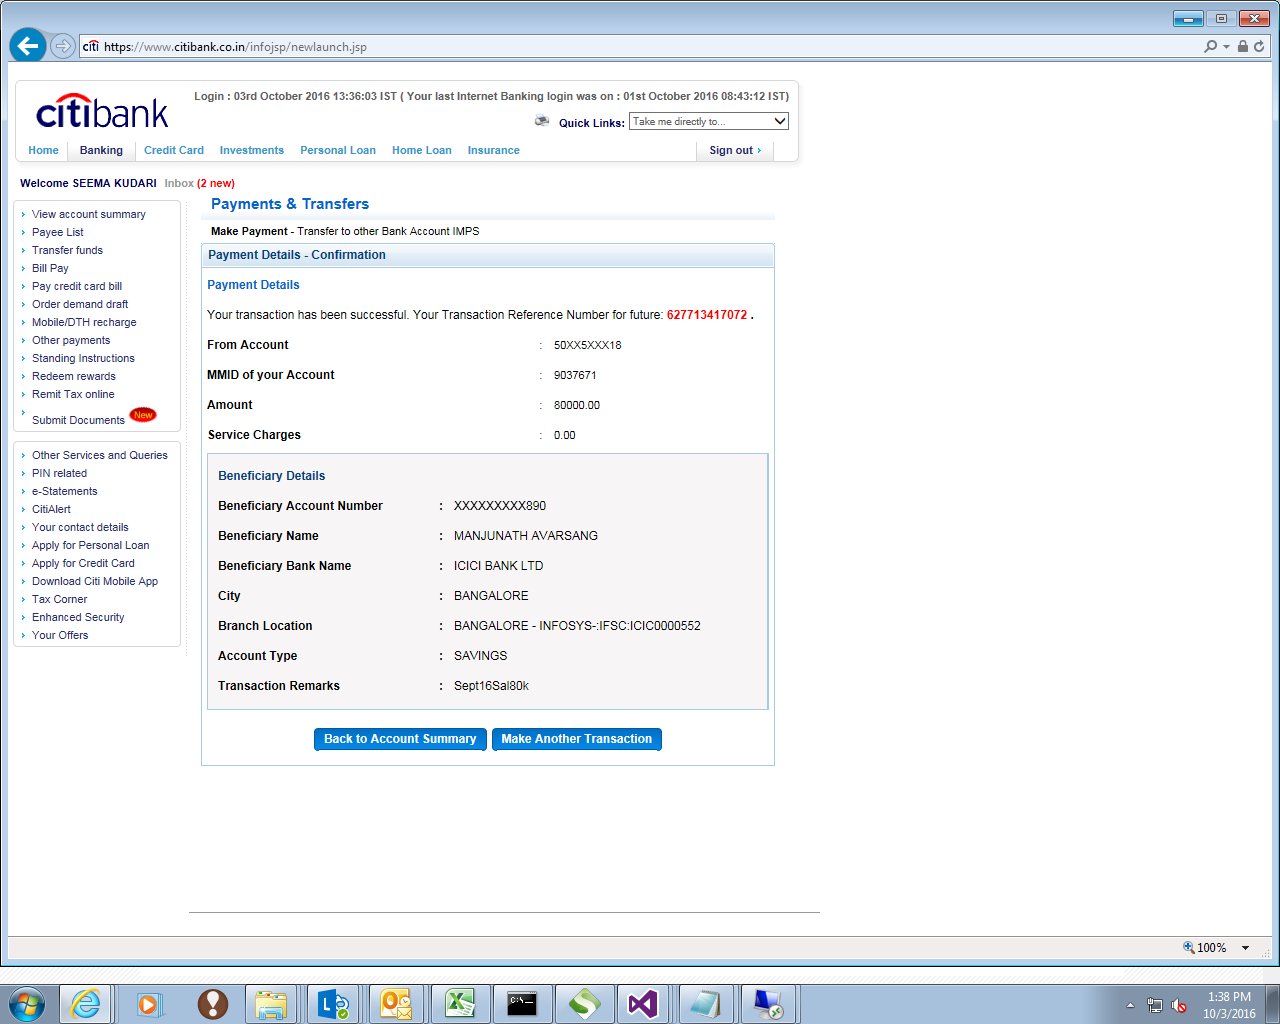 citi https://www.citibank.co.in/infojsp/newlaunch.jsp
citibank
Login : 03rd October 2016 13:36:03 IST ( Your last Internet Banking login was on : 01st October 2016 08:43:12 IST)
Quick Links: Take me directly to...
Home Banking Credit Card Investments Personal Loan Home Loan Insurance Sign out ›
Welcome SEEMA KUDARI Inbox (2 new)
View account summary
Payee List
Transfer funds
Bill Pay
Pay credit card bill
Order demand draft
Mobile/DTH recharge
Other payments
Standing Instructions
Redeem rewards
Remit Tax online
Submit Documents New
Other Services and Queries
PIN related
e-Statements
CitiAlert
Your contact details
Apply for Personal Loan
Apply for Credit Card
Download Citi Mobile App
Tax Corner
Enhanced Security
Your Offers
Payments & Transfers
Make Payment - Transfer to other Bank Account IMPS
Payment Details - Confirmation
Payment Details
Your transaction has been successful. Your Transaction Reference Number for future: 627713417072 .
From Account : 50XX5XXX18
MMID of your Account : 9037671
Amount : 80000.00
Service Charges : 0.00
Beneficiary Details
Beneficiary Account Number : XXXXXXXXX890
Beneficiary Name : MANJUNATH AVARSANG
Beneficiary Bank Name : ICICI BANK LTD
City : BANGALORE
Branch Location : BANGALORE - INFOSYS-:IFSC:ICIC0000552
Account Type : SAVINGS
Transaction Remarks : Sept16Sal80k
Back to Account Summary Make Another Transaction
100%
1:38 PM
10/3/2016